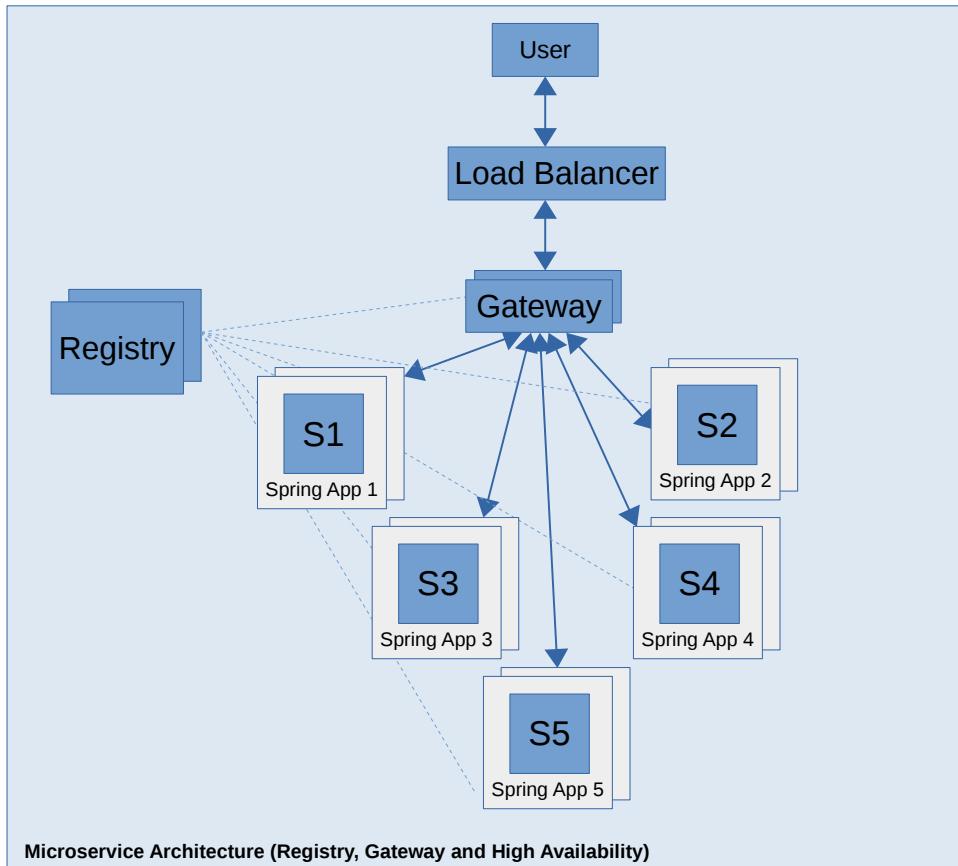 User
Load Balancer
Gateway
Registry
S1
Spring App 1
S2
Spring App 2
S3
Spring App 3
S4
Spring App 4
S5
Spring App 5
Microservice Architecture (Registry, Gateway and High Availability)